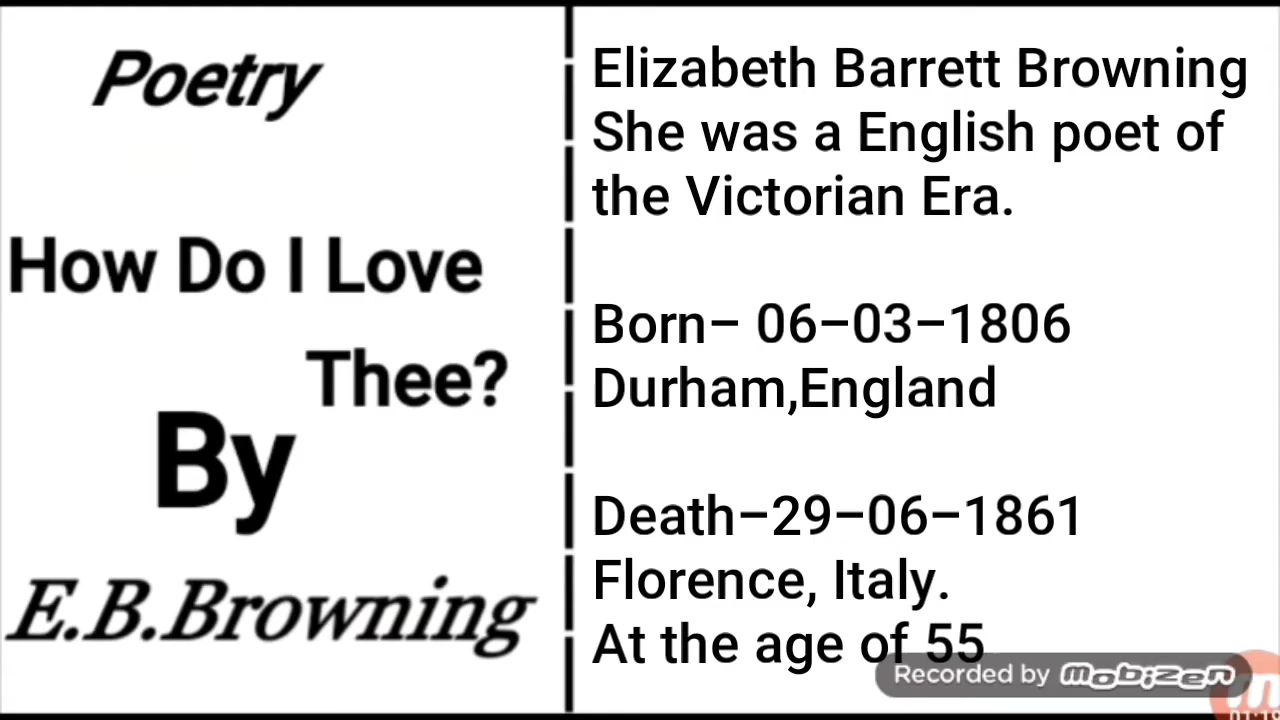 Poetry
How Do I Love
Thee?
By
E.B.Browning
Elizabeth Barrett Browning
She was a English poet of
the Victorian Era.
Born– 06–03–1806
Durham,England
Death–29–06–1861
Florence, Italy.
At the age of 55
Recorded by mobizen